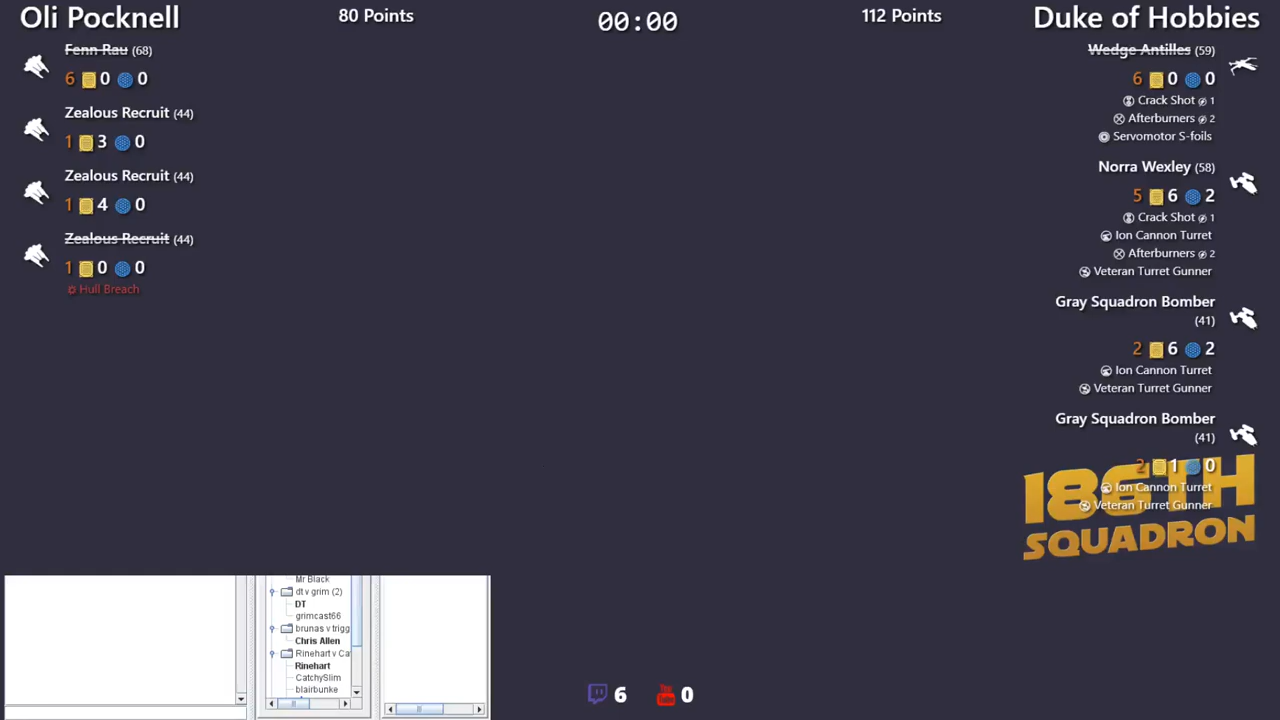 Oli Pocknell
80 Points
00:00
112 Points
Duke of Hobbies
Fenn Rau (68)
6 0 0
Zealous Recruit (44)
1 3 0
Zealous Recruit (44)
1 4 0
Zealous Recruit (44)
1 0 0
Hull Breach
Wedge Antilles (59)
6 0 0
Crack Shot 1
Afterburners 2
Servomotor S-foils
Norra Wexley (58)
5 6 2
Crack Shot 1
Ion Cannon Turret
Afterburners 2
Veteran Turret Gunner
Gray Squadron Bomber
(41)
2 6 2
Ion Cannon Turret
Veteran Turret Gunner
Gray Squadron Bomber
(41)
2 1 0
Ion Cannon Turret
Veteran Turret Gunner
186TH
SQUADRON
Mr Black
dt v grim (2)
DT
grimcast66
brunas v trigg
Chris Allen
Rinehart v Ca
Rinehart
CatchySlim
blairbunke
6 0